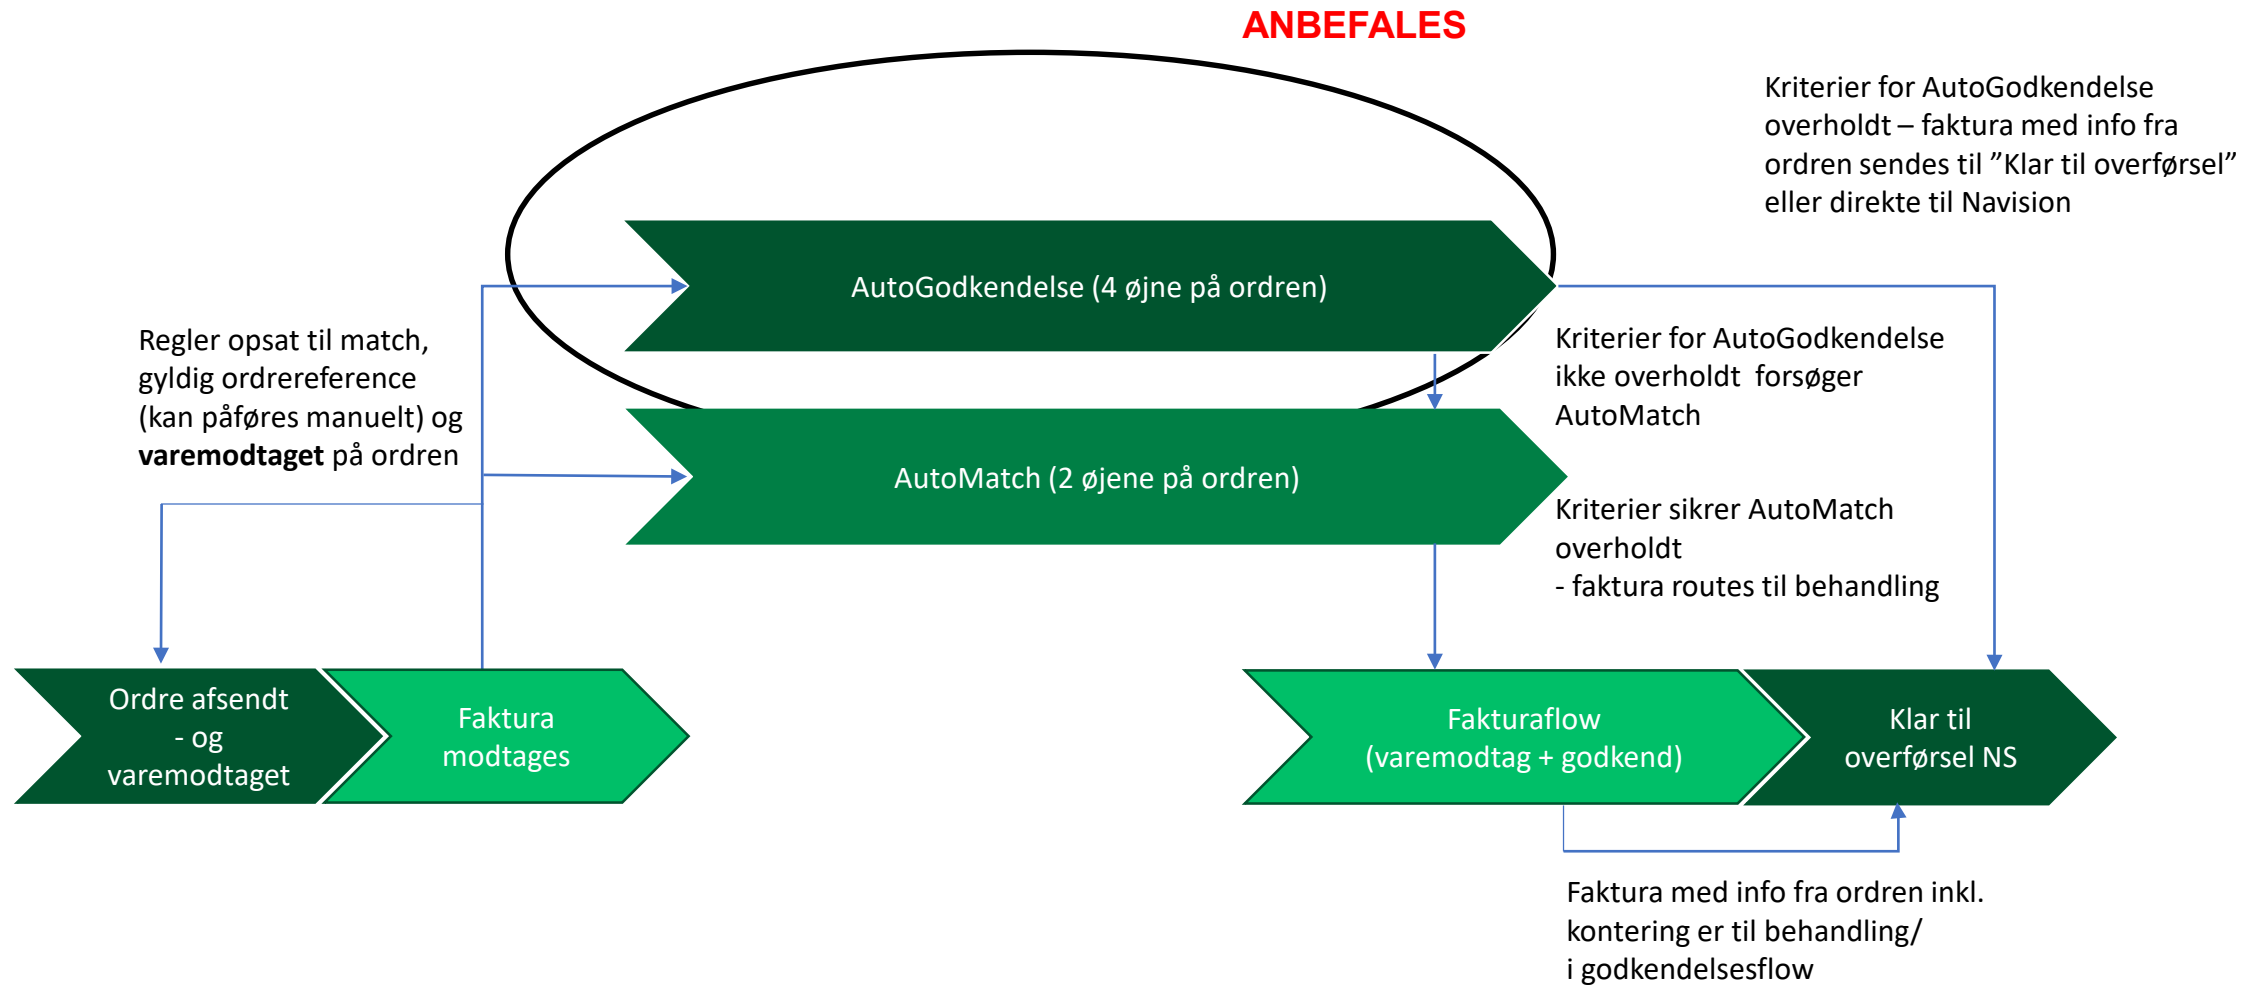 ANBEFALES
Kriterier for AutoGodkendelse
overholdt – faktura med info fra
ordren sendes til ”Klar til overførsel”
eller direkte til Navision
AutoGodkendelse (4 øjne på ordren)
Regler opsat til match,
gyldig ordrereference
(kan påføres manuelt) og
varemodtaget på ordren
Kriterier for AutoGodkendelse
ikke overholdt  forsøger
AutoMatch
AutoMatch (2 øjene på ordren)
Kriterier sikrer AutoMatch
overholdt
- faktura routes til behandling
Ordre afsendt
- og
varemodtaget
Faktura
modtages
Fakturaflow
(varemodtag + godkend)
Klar til
overførsel NS
Faktura med info fra ordren inkl.
kontering er til behandling/
i godkendelsesflow